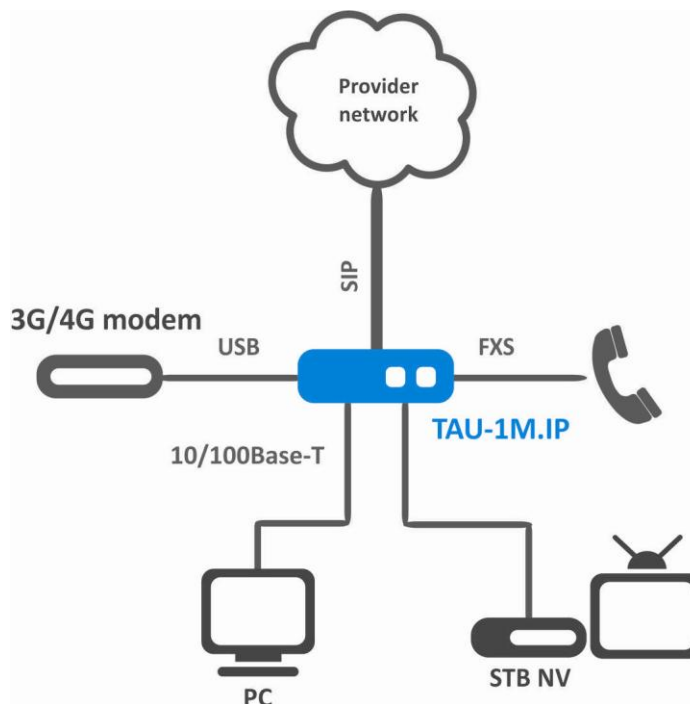 Provider
network
SIP
3G/4G modem
USB
FXS
TAU-1M.IP
10/100Base-T
STB NV
PC